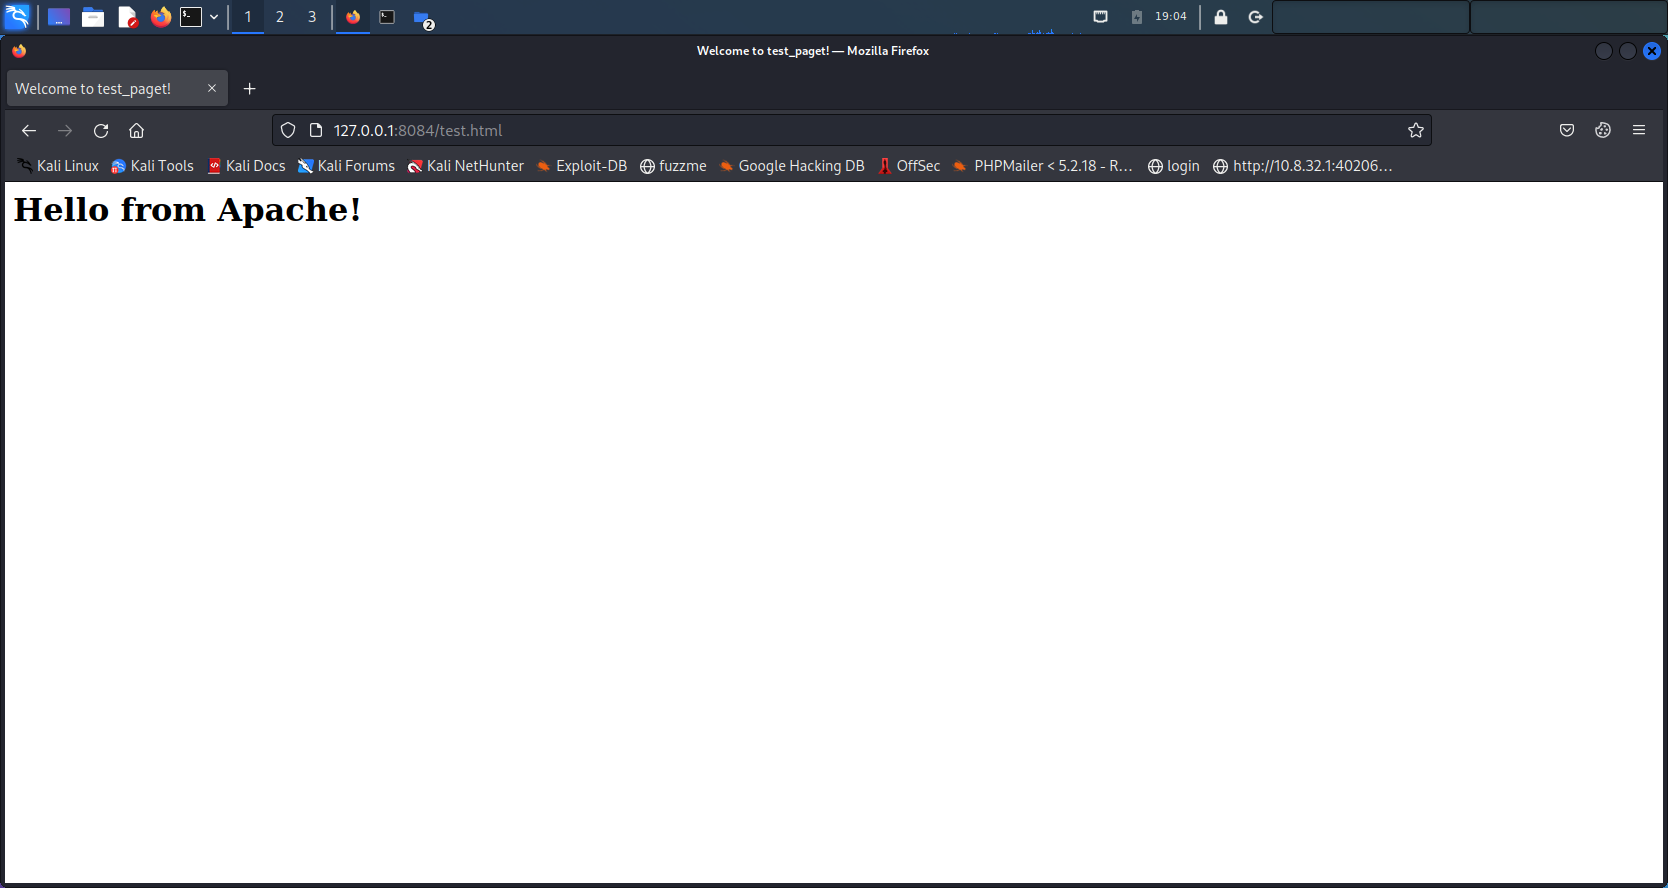 1 2 3 2 19:04
Welcome to test_paget! — Mozilla Firefox
Welcome to test_paget!
127.0.0.1:8084/test.html
Kali Linux Kali Tools Kali Docs Kali Forums Kali NetHunter Exploit-DB fuzzme Google Hacking DB OffSec PHPMailer < 5.2.18 - R… login http://10.8.32.1:40206…
Hello from Apache!